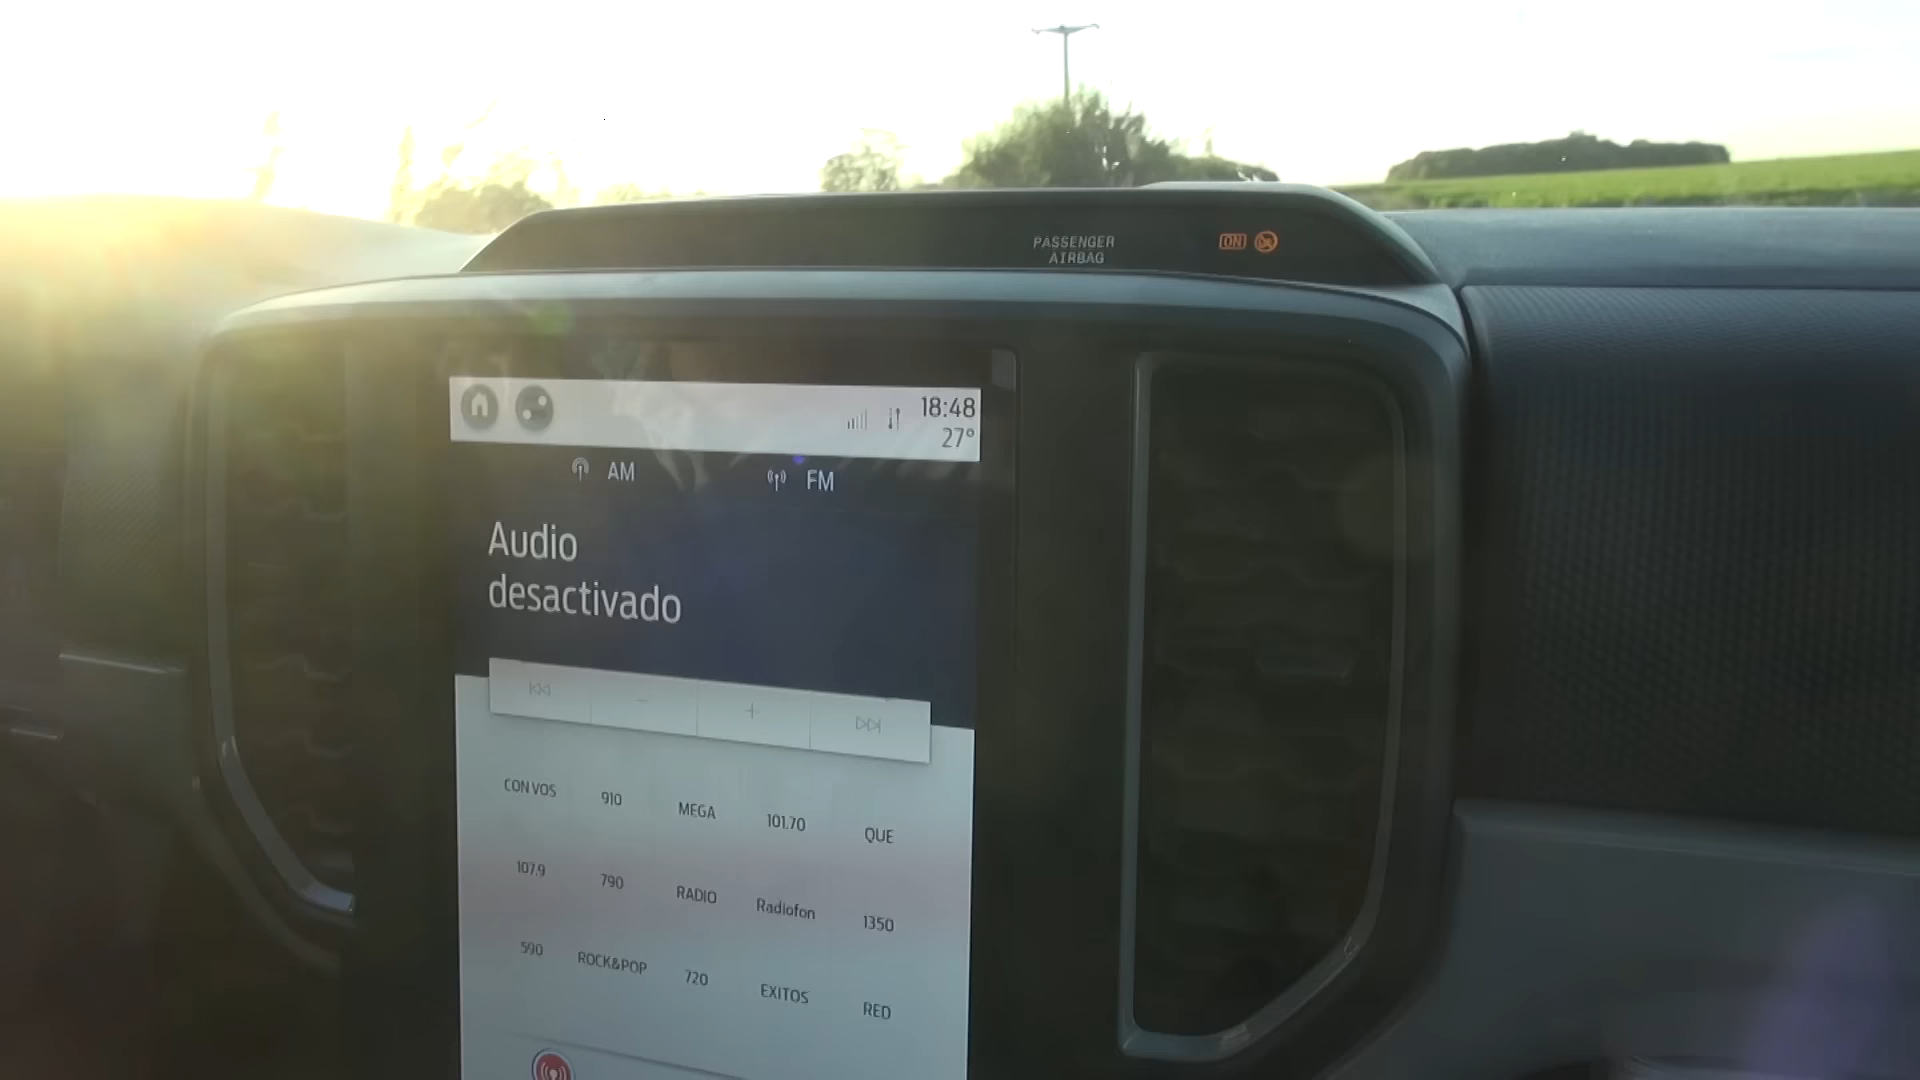 PASSENGER
AIRBAG
ON
18:48
27°
AM FM
Audio
desactivado
CON VOS 910 MEGA 101.70 QUE
107.9 790 RADIO Radiofon 1350
590 ROCK&POP 720 EXITOS RED